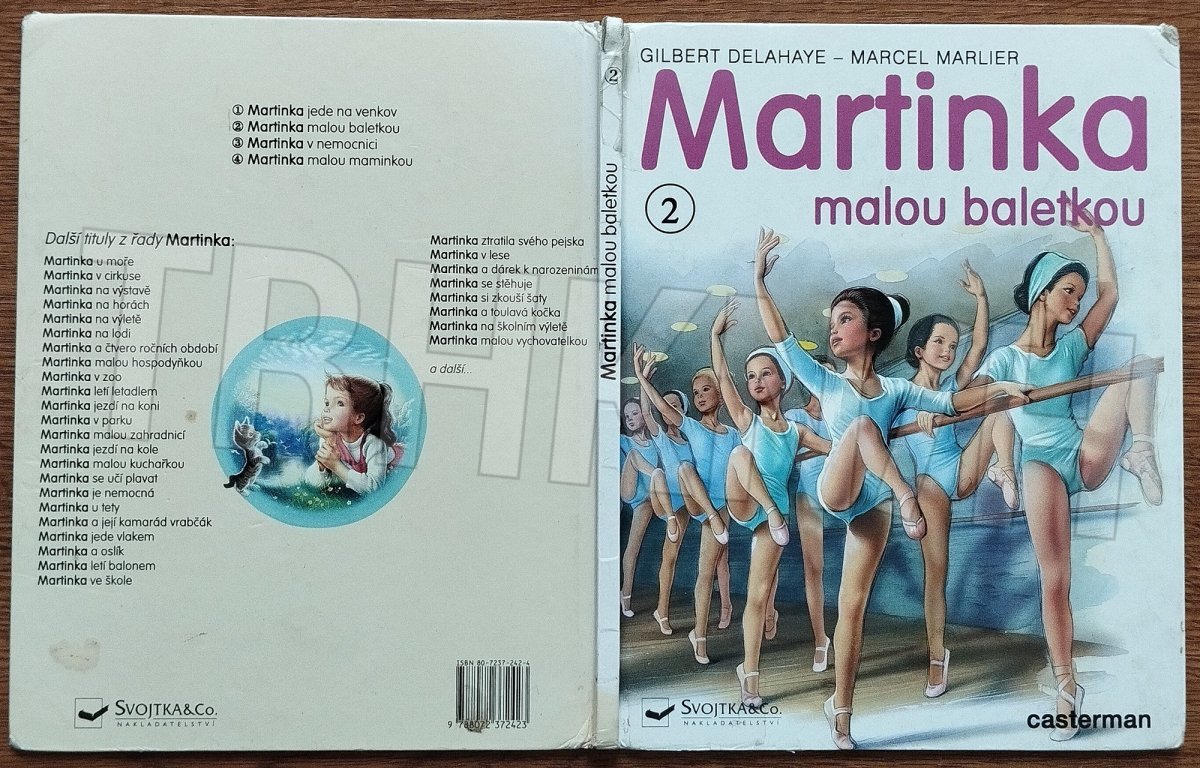 ① Martinka jede na venkov
② Martinka malou baletkou
③ Martinka v nemocnici
④ Martinka malou maminkou
Další tituly z řady Martinka:
Martinka u moře
Martinka v cirkuse
Martinka na výstavě
Martinka na horách
Martinka na výletě
Martinka na lodi
Martinka a čtvero ročních období
Martinka malou hospodyňkou
Martinka v zoo
Martinka letí letadlem
Martinka jezdí na koni
Martinka v parku
Martinka malou zahradnicí
Martinka jezdí na kole
Martinka malou kuchařkou
Martinka se učí plavat
Martinka je nemocná
Martinka u tety
Martinka a její kamarád vrabčák
Martinka jede vlakem
Martinka a oslík
Martinka letí balonem
Martinka ve škole
Martinka ztratila svého pejska
Martinka v lese
Martinka a dárek k narozeninám
Martinka se stěhuje
Martinka si zkouší šaty
Martinka a toulavá kočka
Martinka na školním výletě
Martinka malou vychovatelkou
a další...
SVOJTKA&CO.
NAKLADATELSTVÍ
ISBN 80-7237-242-4
9 788072 372423
②
Martinka malou baletkou
GILBERT DELAHAYE – MARCEL MARLIER
Martinka
malou baletkou
②
SVOJTKA&CO.
NAKLADATELSTVÍ
casterman